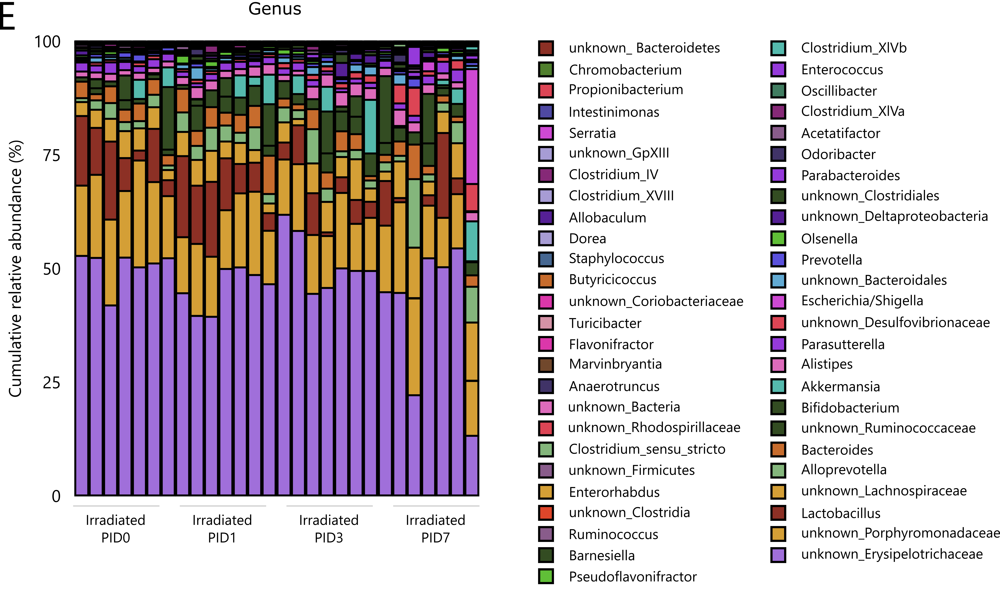 E
Genus
Cumulative relative abundance (%)
100
75
50
25
0
Irradiated
PID0
Irradiated
PID1
Irradiated
PID3
Irradiated
PID7
unknown_ Bacteroidetes
Chromobacterium
Propionibacterium
Intestinimonas
Serratia
unknown_GpXIII
Clostridium_IV
Clostridium_XVIII
Allobaculum
Dorea
Staphylococcus
Butyricicoccus
unknown_Coriobacteriaceae
Turicibacter
Flavonifractor
Marvinbryantia
Anaerotruncus
unknown_Bacteria
unknown_Rhodospirillaceae
Clostridium_sensu_stricto
unknown_Firmicutes
Enterorhabdus
unknown_Clostridia
Ruminococcus
Barnesiella
Pseudoflavonifractor
Clostridium_XlVb
Enterococcus
Oscillibacter
Clostridium_XlVa
Acetatifactor
Odoribacter
Parabacteroides
unknown_Clostridiales
unknown_Deltaproteobacteria
Olsenella
Prevotella
unknown_Bacteroidales
Escherichia/Shigella
unknown_Desulfovibrionaceae
Parasutterella
Alistipes
Akkermansia
Bifidobacterium
unknown_Ruminococcaceae
Bacteroides
Alloprevotella
unknown_Lachnospiraceae
Lactobacillus
unknown_Porphyromonadaceae
unknown_Erysipelotrichaceae